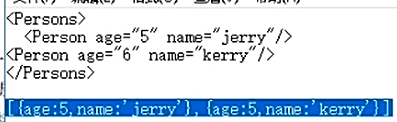 <Persons>
<Person age="5" name="jerry"/>
<Person age="6" name="kerry"/>
</Persons>
[{age:5,name:'jerry'},{age:5,name:'kerry'}]